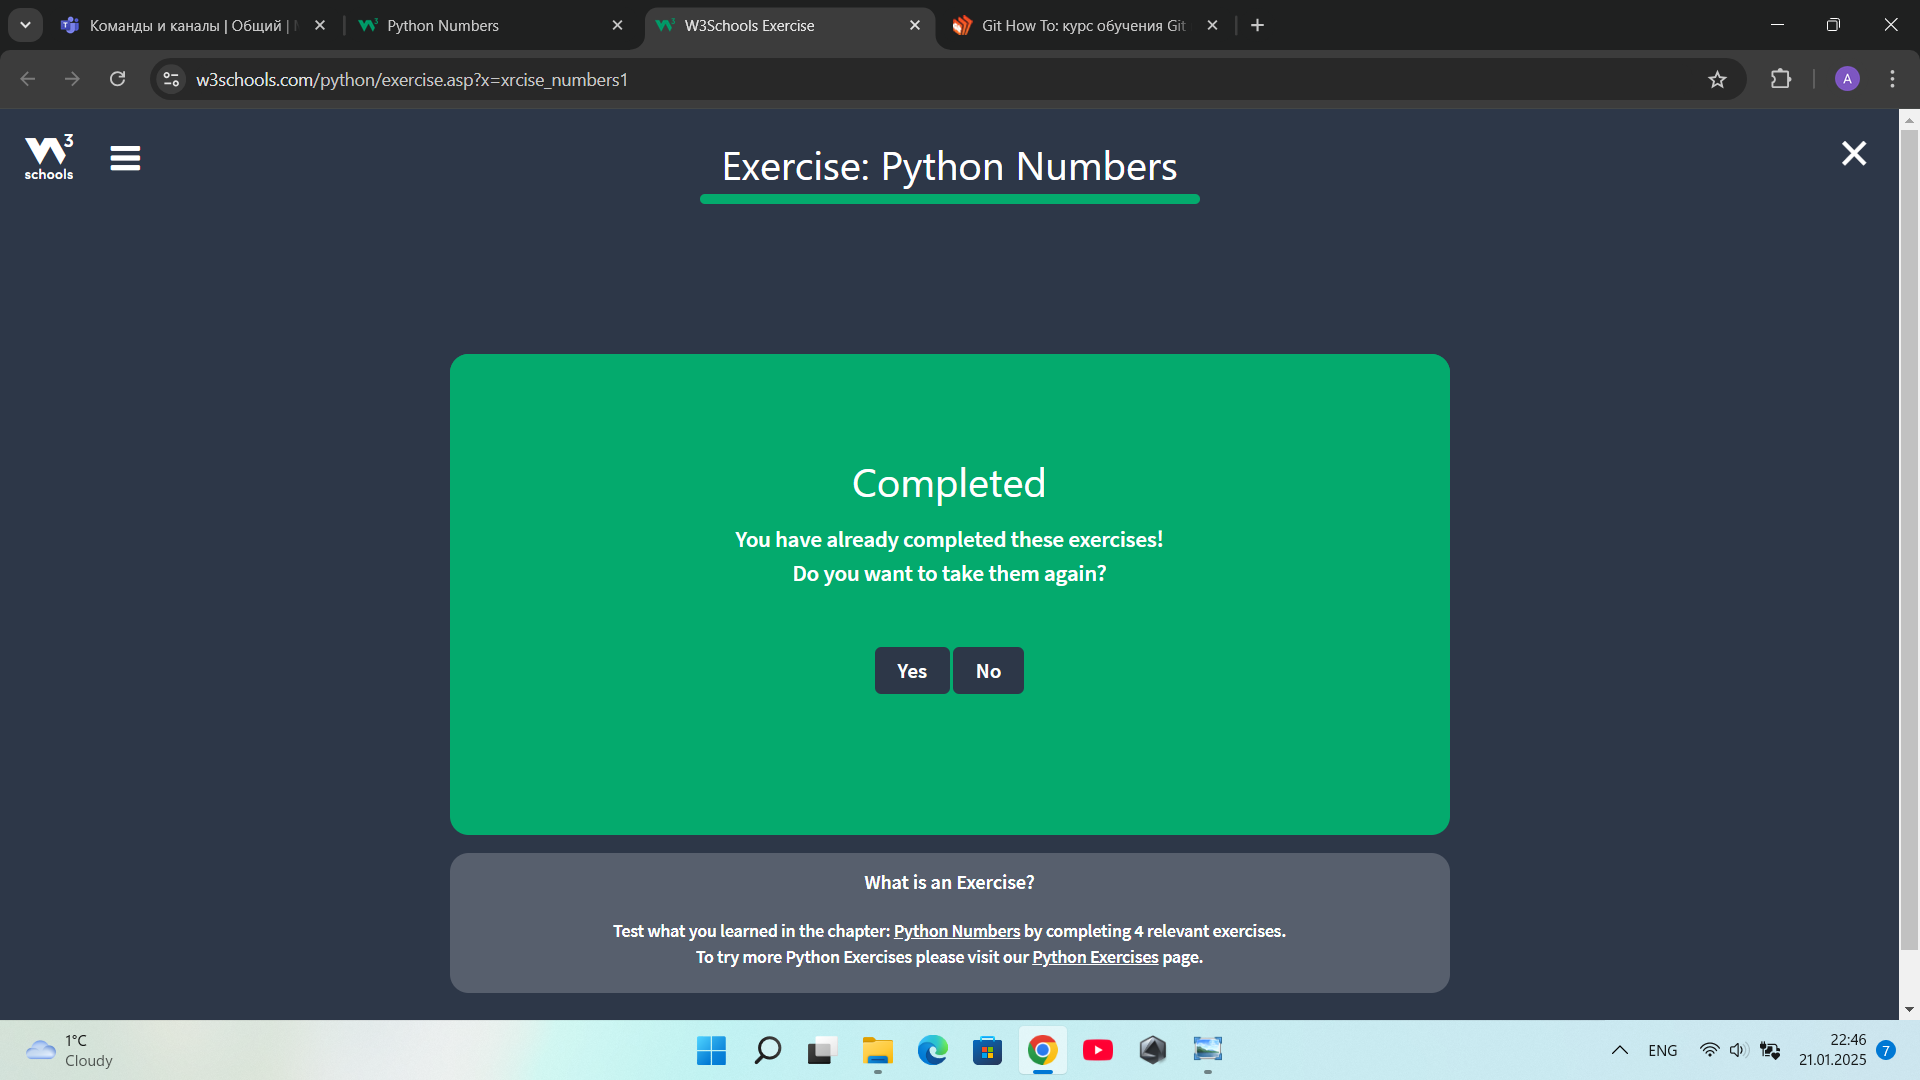 Команды и каналы | Общий |
Python Numbers
W3Schools Exercise
Git How To: курс обучения Git
w3schools.com/python/exercise.asp?x=xrcise_numbers1
A
W3
schools
Exercise: Python Numbers
Completed
You have already completed these exercises!
Do you want to take them again?
Yes
No
What is an Exercise?
Test what you learned in the chapter: Python Numbers by completing 4 relevant exercises.
To try more Python Exercises please visit our Python Exercises page.
1°C
Cloudy
ENG
22:46
21.01.2025
7